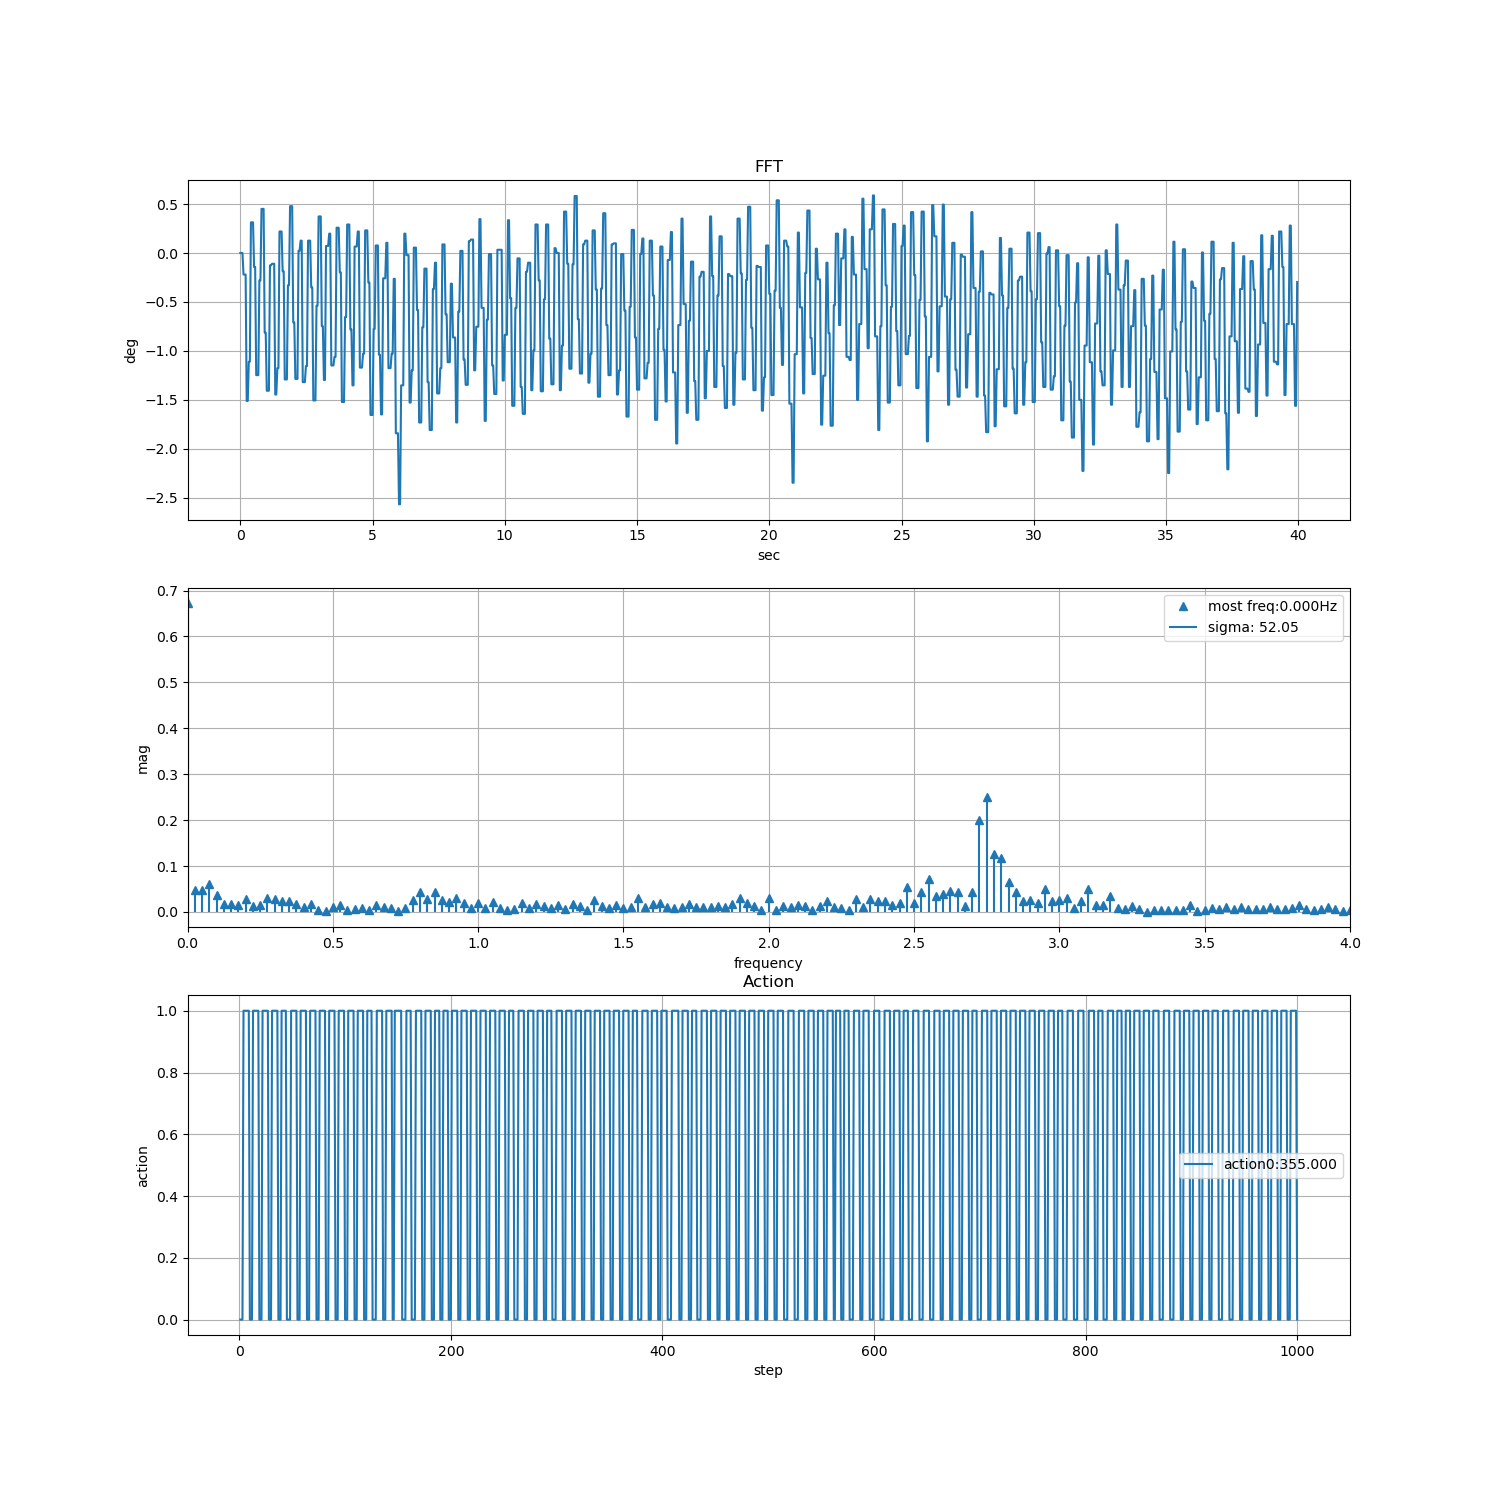 FFT
0.5
0.0
−0.5
−1.0
−1.5
−2.0
−2.5
deg
0 5 10 15 20 25 30 35 40
sec
0.7
0.6
0.5
0.4
0.3
0.2
0.1
0.0
mag
most freq:0.000Hz
sigma: 52.05
0.0 0.5 1.0 1.5 2.0 2.5 3.0 3.5 4.0
frequency
Action
1.0
0.8
0.6
0.4
0.2
0.0
action
action0:355.000
0 200 400 600 800 1000
step